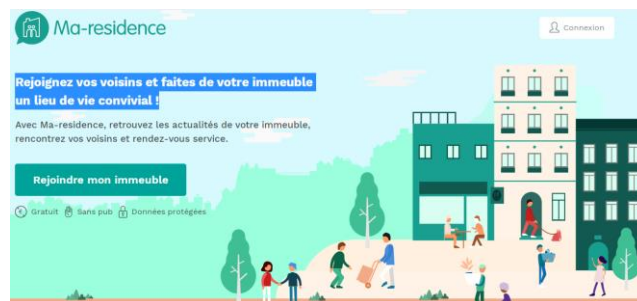 Ma-residence
Connexion
Rejoignez vos voisins et faites de votre immeuble
un lieu de vie convivial !
Avec Ma-residence, retrouvez les actualités de votre immeuble,
rencontrez vos voisins et rendez-vous service.
Rejoindre mon immeuble
Gratuit Sans pub Données protégées